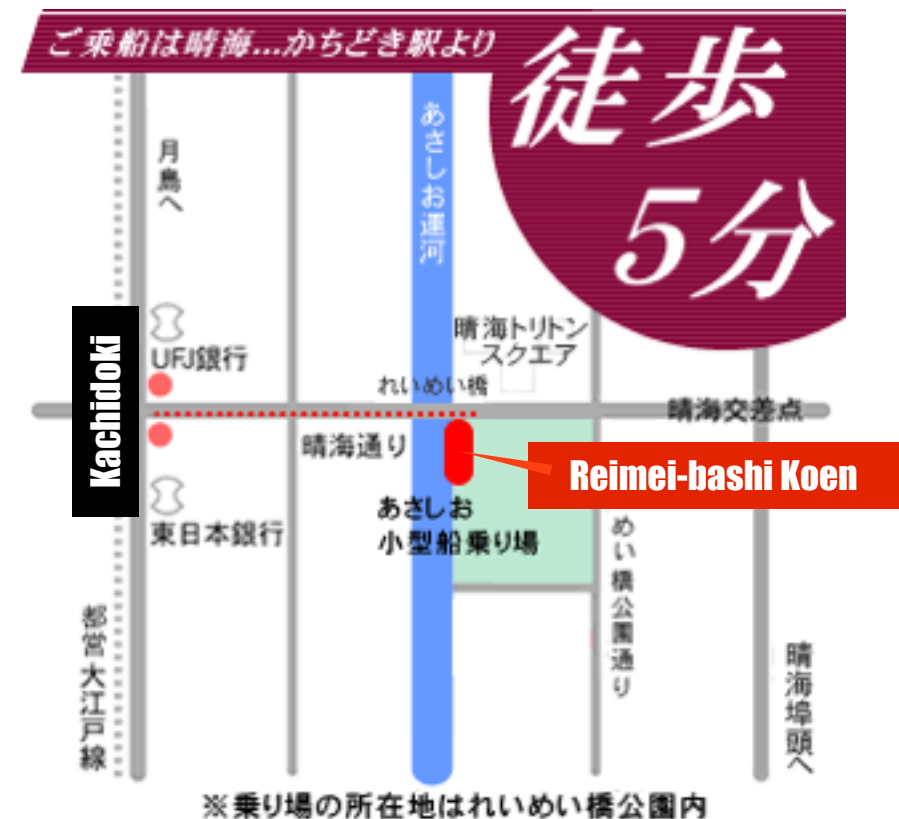 ご乗船は晴海...かちどき駅より
徒歩
5分
月島へ
あさしお運河
UFJ銀行
晴海トリトン
スクエア
れいめい橋
晴海交差点
Kachidoki
晴海通り
Reimei-bashi Koen
あさしお
小型船乗り場
東日本銀行
めい橋公園通り
都営大江戸線
晴海埠頭へ
※乗り場の所在地はれいめい橋公園内